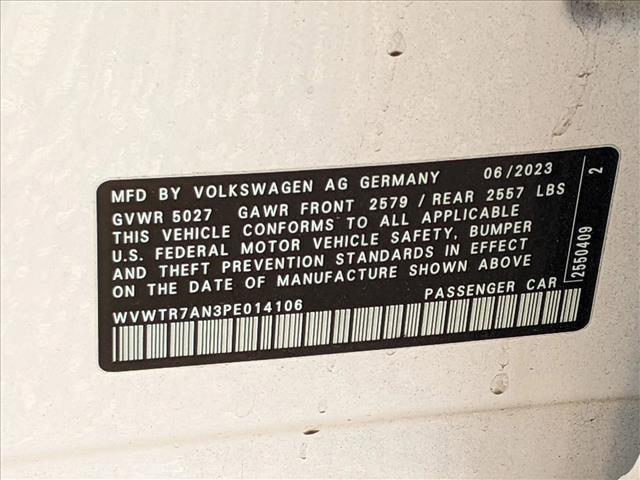 MFD BY VOLKSWAGEN AG GERMANY 06/2023
GVWR 5027 GAWR FRONT 2579 / REAR 2557 LBS
THIS VEHICLE CONFORMS TO ALL APPLICABLE
U.S. FEDERAL MOTOR VEHICLE SAFETY, BUMPER
AND THEFT PREVENTION STANDARDS IN EFFECT
ON THE DATE OF MANUFACTURE SHOWN ABOVE
WVWTR7AN3PE014106 PASSENGER CAR
2550409 2